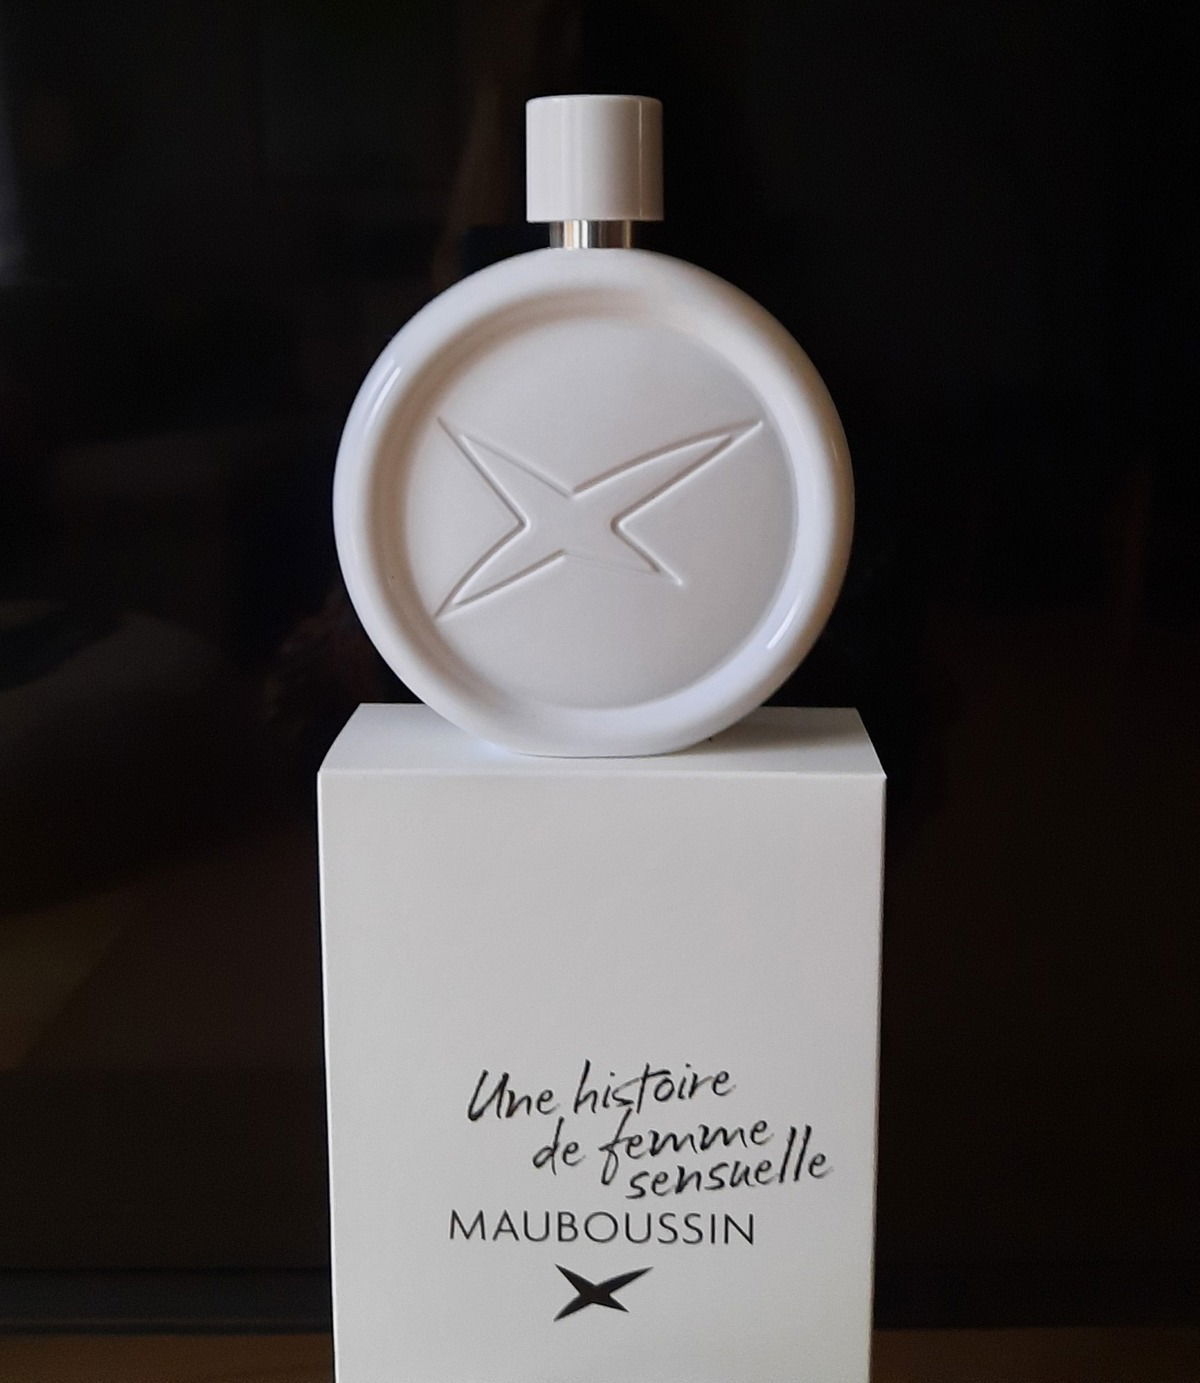 Une histoire
de femme
sensuelle
MAUBOUSSIN